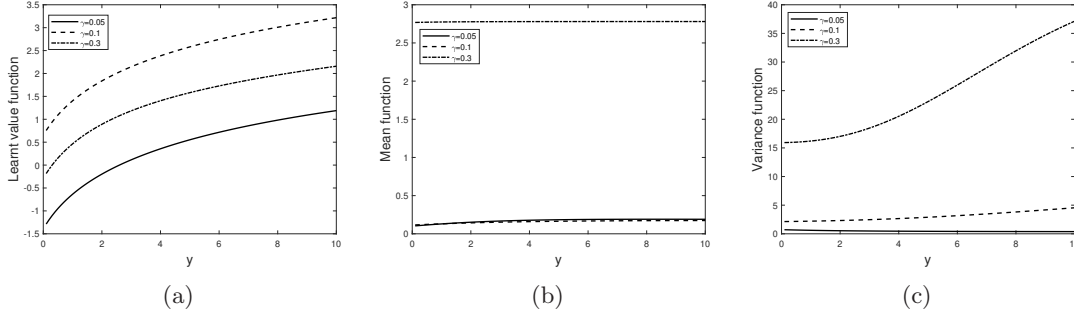 3.5
3
2.5
2
1.5
1
0.5
0
-0.5
-1
-1.5
0
2
4
6
8
10
y
Learnt value function
γ=0.05
γ=0.1
γ=0.3
(a)
3
2.5
2
1.5
1
0.5
0
0
2
4
6
8
10
y
Mean function
γ=0.05
γ=0.1
γ=0.3
(b)
40
35
30
25
20
15
10
5
0
0
2
4
6
8
10
y
Variance function
γ=0.05
γ=0.1
γ=0.3
(c)